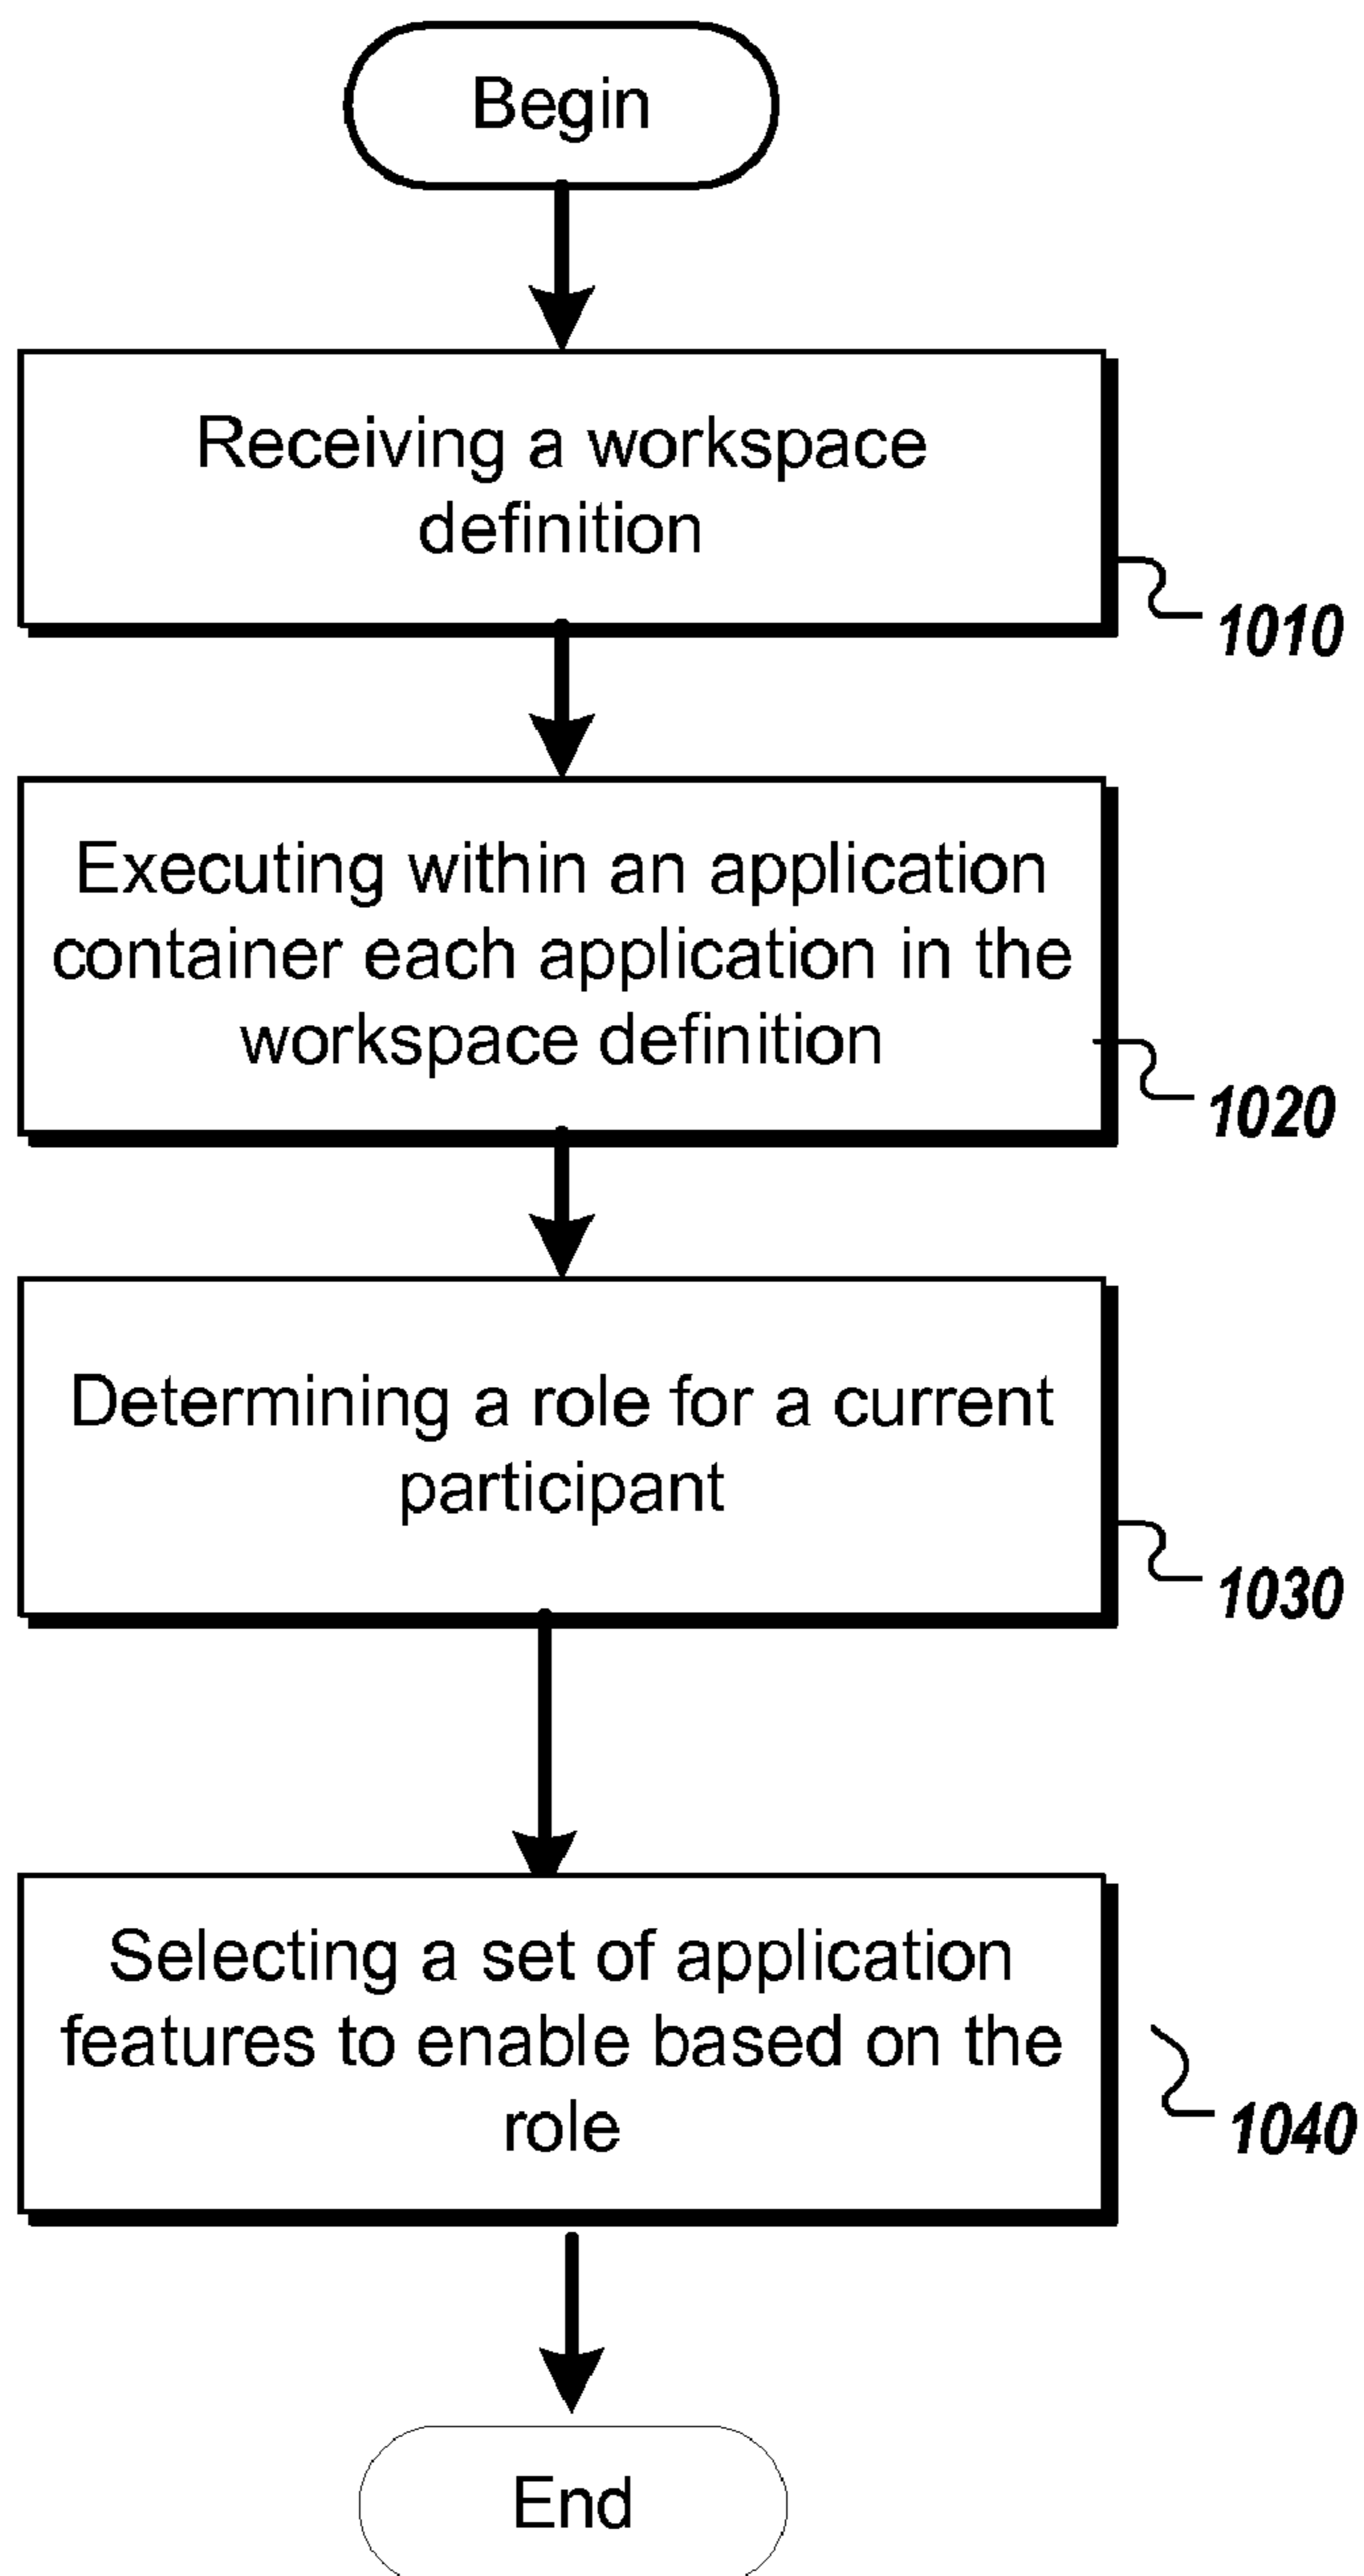 Begin
Receiving a workspace
definition
1010
Executing within an application
container each application in the
workspace definition
1020
Determining a role for a current
participant
1030
Selecting a set of application
features to enable based on the
role
1040
End